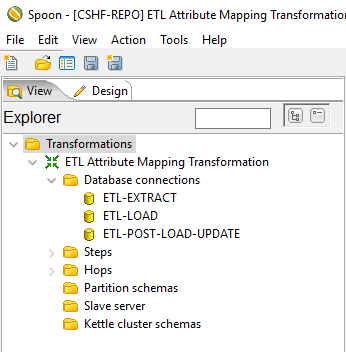 Spoon - [CSHF-REPO] ETL Attribute Mapping Transformation
File Edit View Action Tools Help
View Design
Explorer
Transformations
ETL Attribute Mapping Transformation
Database connections
ETL-EXTRACT
ETL-LOAD
ETL-POST-LOAD-UPDATE
Steps
Hops
Partition schemas
Slave server
Kettle cluster schemas